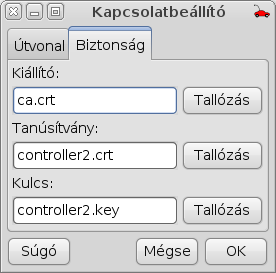 Kapcsolatbeállító
Útvonal Biztonság
Kiállító:
ca.crt Tallózás
Tanúsítvány:
controller2.crt Tallózás
Kulcs:
controller2.key Tallózás
Súgó Mégse OK